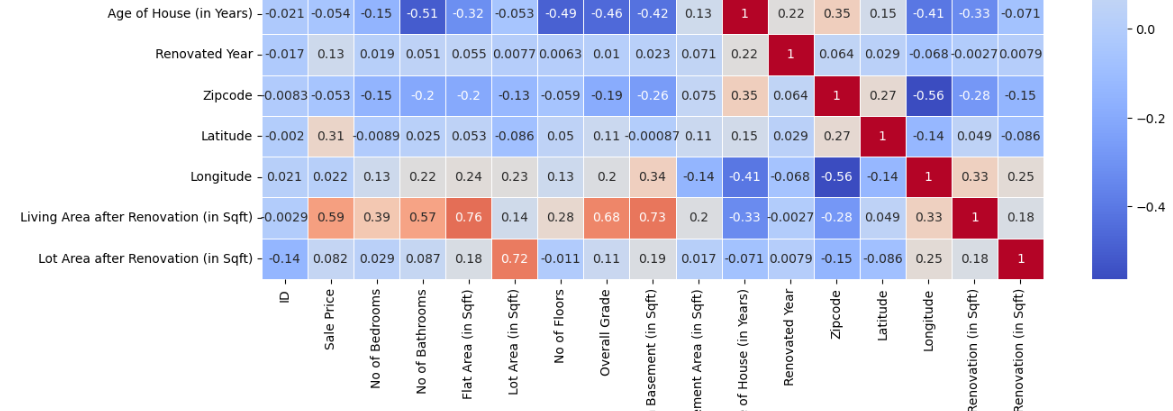 Age of House (in Years) -0.021 -0.054 -0.15 -0.51 -0.32 -0.053 -0.49 -0.46 -0.42 0.13 1 0.22 0.35 0.15 -0.41 -0.33 -0.071
0.0
Renovated Year -0.017 0.13 0.019 0.051 0.055 0.0077 0.0063 0.01 0.023 0.071 0.22 1 0.064 0.029 -0.068 -0.0027 0.0079
Zipcode -0.0083 -0.053 -0.15 -0.2 -0.2 -0.13 -0.059 -0.19 -0.26 0.075 0.35 0.064 1 0.27 -0.56 -0.28 -0.15
−0.2
Latitude -0.002 0.31 -0.0089 0.025 0.053 -0.086 0.05 0.11 -0.00087 0.11 0.15 0.029 0.27 1 -0.14 0.049 -0.086
Longitude 0.021 0.022 0.13 0.22 0.24 0.23 0.13 0.2 0.34 -0.14 -0.41 -0.068 -0.56 -0.14 1 0.33 0.25
−0.4
Living Area after Renovation (in Sqft) -0.0029 0.59 0.39 0.57 0.76 0.14 0.28 0.68 0.73 0.2 -0.33 -0.0027 -0.28 0.049 0.33 1 0.18
Lot Area after Renovation (in Sqft) -0.14 0.082 0.029 0.087 0.18 0.72 -0.011 0.11 0.19 0.017 -0.071 0.0079 -0.15 -0.086 0.25 0.18 1
ID
Sale Price
No of Bedrooms
No of Bathrooms
Flat Area (in Sqft)
Lot Area (in Sqft)
No of Floors
Overall Grade
Basement (in Sqft)
ement Area (in Sqft)
of House (in Years)
Renovated Year
Zipcode
Latitude
Longitude
Renovation (in Sqft)
Renovation (in Sqft)